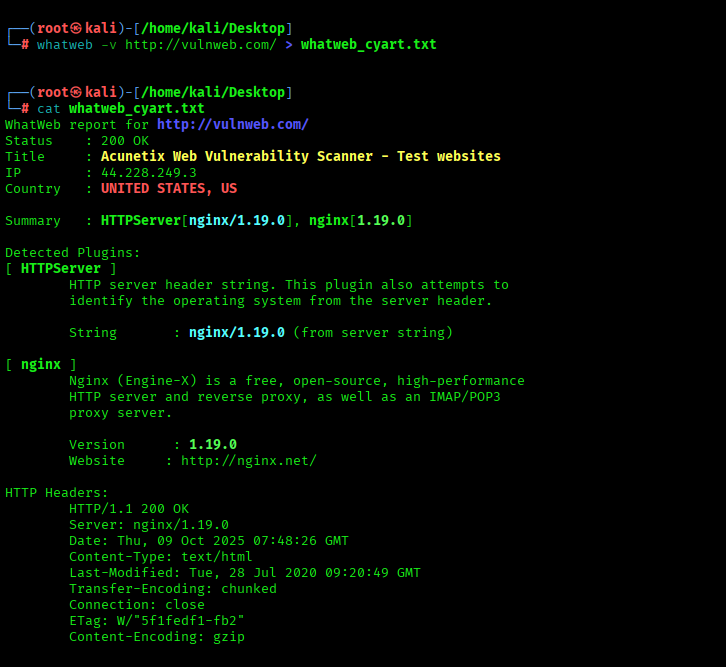 ┌──(root㉿kali)-[/home/kali/Desktop]
└─# whatweb -v http://vulnweb.com/ > whatweb_cyart.txt
┌──(root㉿kali)-[/home/kali/Desktop]
└─# cat whatweb_cyart.txt
WhatWeb report for http://vulnweb.com/
Status    : 200 OK
Title     : Acunetix Web Vulnerability Scanner - Test websites
IP        : 44.228.249.3
Country   : UNITED STATES, US
Summary   : HTTPServer[nginx/1.19.0], nginx[1.19.0]
Detected Plugins:
[ HTTPServer ]
        HTTP server header string. This plugin also attempts to
        identify the operating system from the server header.
        String       : nginx/1.19.0 (from server string)
[ nginx ]
        Nginx (Engine-X) is a free, open-source, high-performance
        HTTP server and reverse proxy, as well as an IMAP/POP3
        proxy server.
        Version      : 1.19.0
        Website     : http://nginx.net/
HTTP Headers:
        HTTP/1.1 200 OK
        Server: nginx/1.19.0
        Date: Thu, 09 Oct 2025 07:48:26 GMT
        Content-Type: text/html
        Last-Modified: Tue, 28 Jul 2020 09:20:49 GMT
        Transfer-Encoding: chunked
        Connection: close
        ETag: W/"5f1fedf1-fb2"
        Content-Encoding: gzip